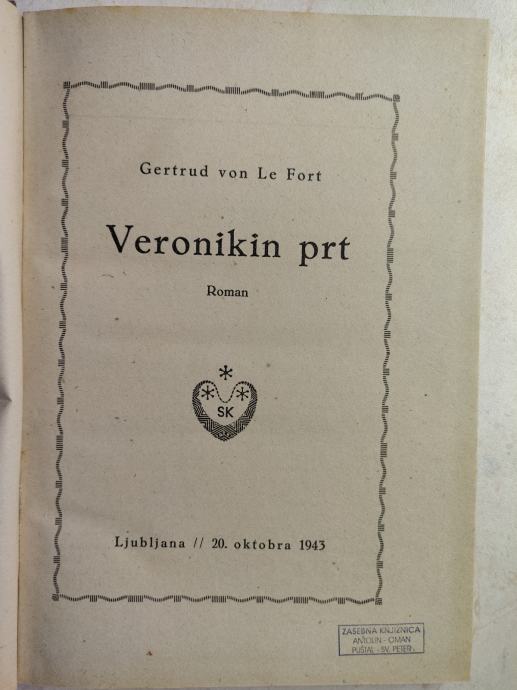 Gertrud von Le Fort
Veronikin prt
Roman
SK
Ljubljana // 20. oktobra 1943
ZASEBNA KNJIŽNICA
ANTOLIN - OMAN
PUŠTAL - SV. PETER